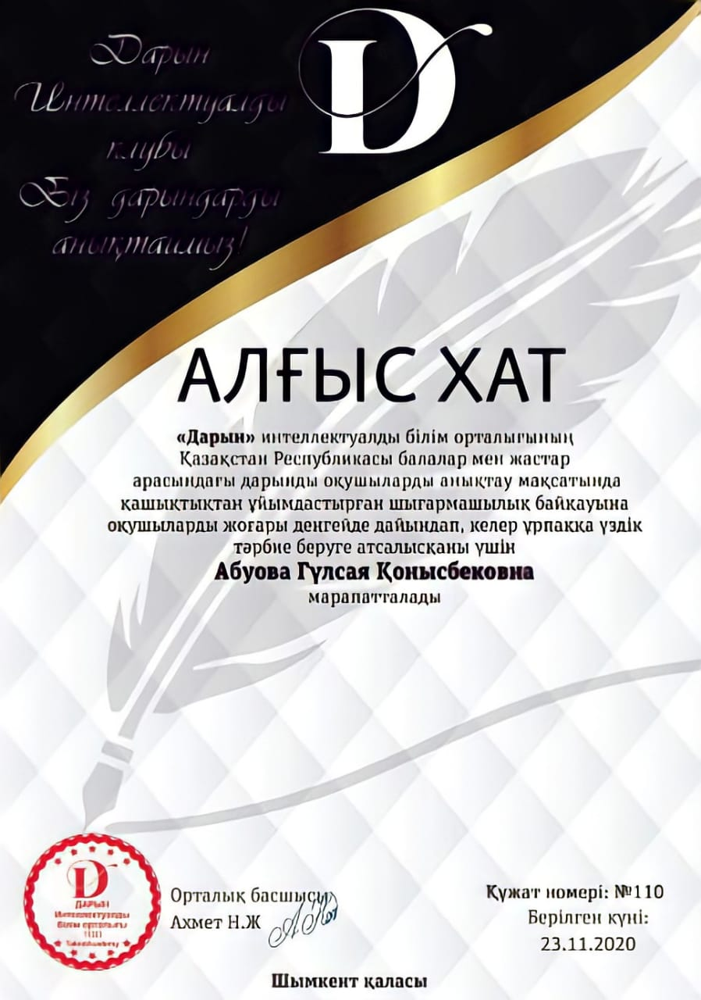 Дарын
Интеллектуалды
клубы
Біз дарындарды
анықтаймыз!
D
АЛҒЫС ХАТ
«Дарын» интеллектуалды білім орталығының
Қазақстан Республикасы балалар мен жастар
арасындағы дарынды оқушыларды анықтау мақсатында
қашықтықтан ұйымдастырған шығармашылық байқауына
оқушыларды жоғары деңгейде дайындап, келер ұрпаққа үздік
тәрбие беруге атсалысқаны үшін
Абуова Гүлсая Қонысбековна
марапатталады
D
ДАРЫН
Интеллектуалды
білім орталығы
Орталық басшысы
Ахмет Н.Ж
Құжат номері: №110
Берілген күні:
23.11.2020
Шымкент қаласы